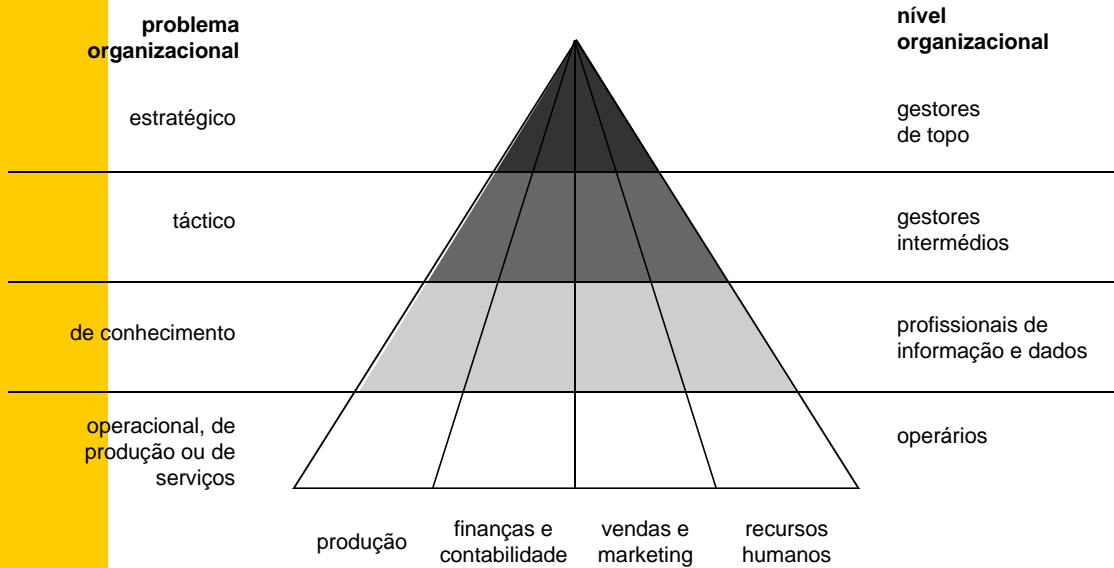 problema
organizacional
nível
organizacional
estratégico
gestores
de topo
táctico
gestores
intermédios
de conhecimento
profissionais de
informação e dados
operacional, de
produção ou de
serviços
operários
produção
finanças e
contabilidade
vendas e
marketing
recursos
humanos